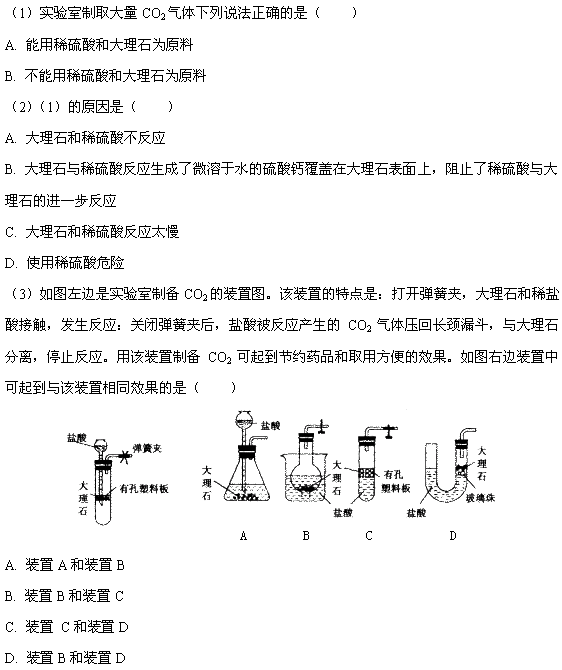 （1）实验室制取大量 CO₂ 气体下列说法正确的是（　　）
A. 能用稀硫酸和大理石为原料
B. 不能用稀硫酸和大理石为原料
（2）（1）的原因是（　　）
A. 大理石和稀硫酸不反应
B. 大理石与稀硫酸反应生成了微溶于水的硫酸钙覆盖在大理石表面上，阻止了稀硫酸与大
理石的进一步反应
C. 大理石和稀硫酸反应太慢
D. 使用稀硫酸危险
（3）如图左边是实验室制备 CO₂ 的装置图。该装置的特点是：打开弹簧夹，大理石和稀盐
酸接触，发生反应：关闭弹簧夹后，盐酸被反应产生的 CO₂ 气体压回长颈漏斗，与大理石
分离，停止反应。用该装置制备 CO₂ 可起到节约药品和取用方便的效果。如图右边装置中
可起到与该装置相同效果的是（　　）
盐酸
弹簧夹
大理石
有孔塑料板
盐酸
大理石
A
盐酸
大理石
B
有孔
塑料板
C
盐酸
大理石
玻璃珠
D
A. 装置 A 和装置 B
B. 装置 B 和装置 C
C. 装置 C 和装置 D
D. 装置 B 和装置 D